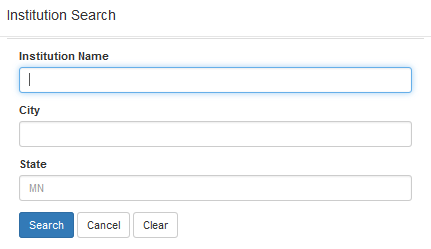 Institution Search
Institution Name
City
State
MN
Search Cancel Clear